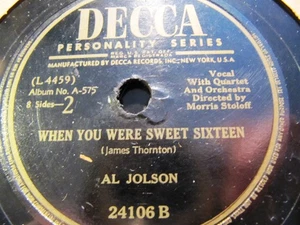 DECCA
PERSONALITY SERIES
MANUFACTURED BY DECCA RECORDS, INC., NEW YORK, U.S.A.
(L 4459)
Album No. A-575
8 Sides-2
Vocal
With Quartet
And Orchestra
Directed by
Morris Stoloff
WHEN YOU WERE SWEET SIXTEEN
(James Thornton)
AL JOLSON
24106 B